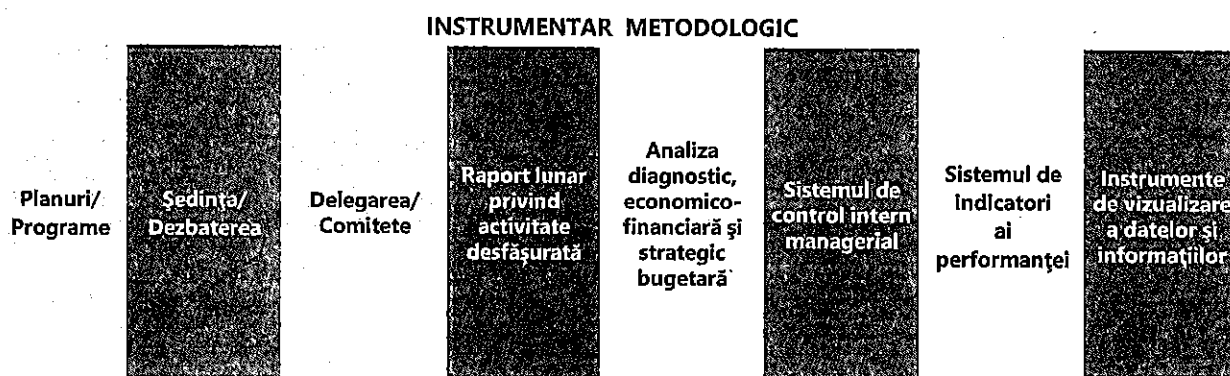 INSTRUMENTAR METODOLOGIC
Planuri/
Programe
Ședința/
Dezbaterea
Delegarea/
Comitete
Raport lunar
privind
activitate
desfășurată
Analiza
diagnostic,
economico-
financiară și
strategic
bugetară
Sistemul de
control intern
managerial
Sistemul de
indicatori
ai
performanței
Instrumente
de vizualizare
a datelor și
informațiilor